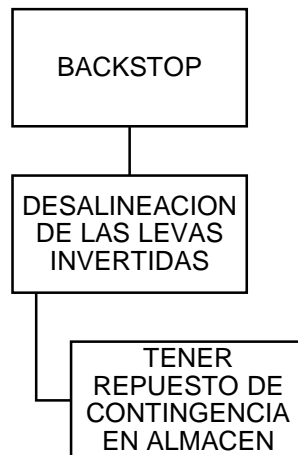 BACKSTOP
DESALINEACION
DE LAS LEVAS
INVERTIDAS
TENER
REPUESTO DE
CONTINGENCIA
EN ALMACEN